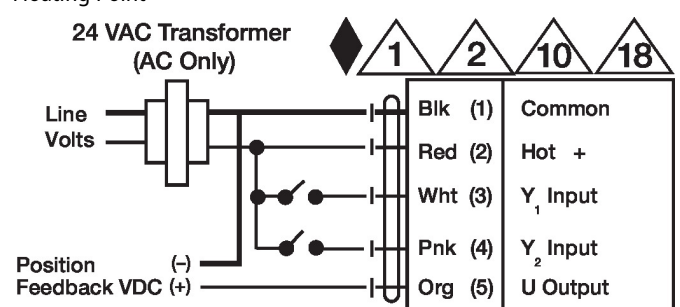 24 VAC Transformer
(AC Only)
1 2 10 18
Line
Volts
Blk (1) Common
Red (2) Hot +
Wht (3) Y1 Input
Pnk (4) Y2 Input
Position (–)
Feedback VDC (+)
Org (5) U Output